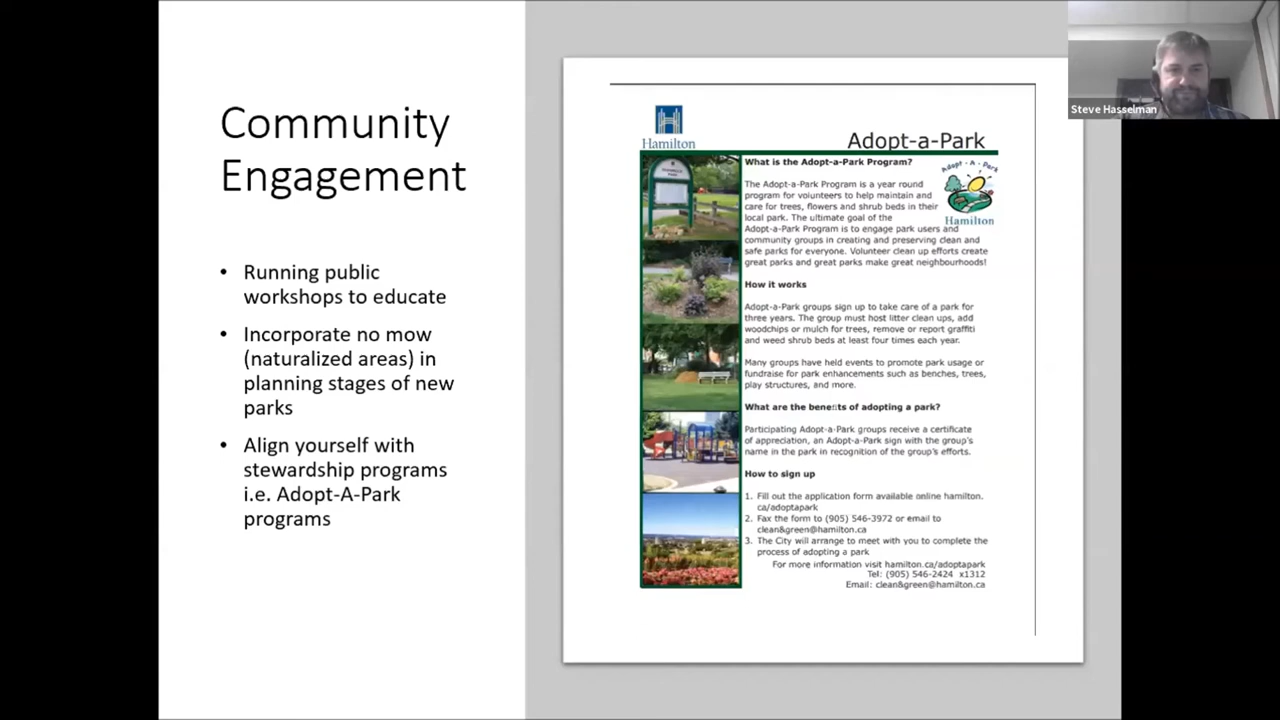 Community
Engagement
• Running public
workshops to educate
• Incorporate no mow
(naturalized areas) in
planning stages of new
parks
• Align yourself with
stewardship programs
i.e. Adopt-A-Park
programs
Hamilton
Adopt-a-Park
What is the Adopt-a-Park Program?
The Adopt-a-Park Program is a year round
program for volunteers to help maintain and
care for trees, flowers and shrub beds in their
local park. The ultimate goal of the
Adopt-a-Park Program is to engage park users and
community groups in creating and preserving clean and
safe parks for everyone. Volunteer clean up efforts create
great parks and great parks make great neighbourhoods!
Adopt-A-Park
Hamilton
How it works
Adopt-a-Park groups sign up to take care of a park for
three years. The group must host litter clean ups, add
woodchips or mulch for trees, remove or report graffiti
and weed shrub beds at least four times each year.
Many groups have held events to promote park usage or
fundraise for park enhancements such as benches, trees,
play structures, and more.
What are the benefits of adopting a park?
Participating Adopt-a-Park groups receive a certificate
of appreciation, an Adopt-a-Park sign with the group's
name in the park in recognition of the group's efforts.
How to sign up
1. Fill out the application form available online hamilton.
ca/adoptapark
2. Fax the form to (905) 546-3972 or email to
clean&green@hamilton.ca
3. The City will arrange to meet with you to complete the
process of adopting a park
For more information visit hamilton.ca/adoptapark
Tel: (905) 546-2424 x1312
Email: clean&green@hamilton.ca
Steve Hasselman